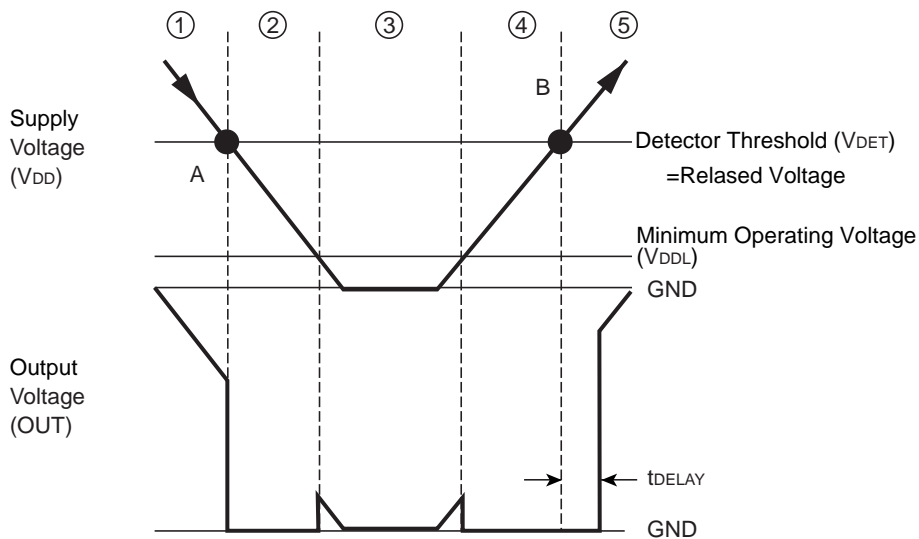 ① ② ③ ④ ⑤
B
Supply
Voltage
(VDD)
A
Detector Threshold (VDET)
=Relased Voltage
Minimum Operating Voltage
(VDDL)
GND
Output
Voltage
(OUT)
tDELAY
GND